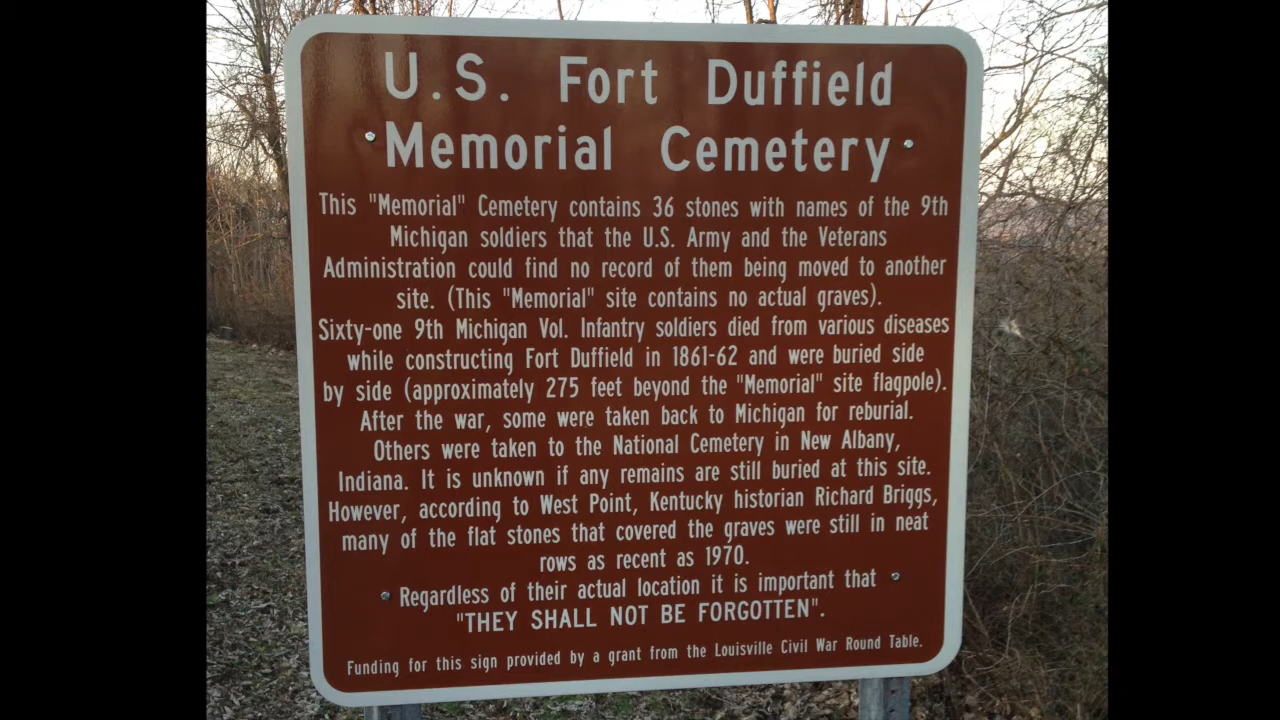 U.S. Fort Duffield
Memorial Cemetery
This "Memorial" Cemetery contains 36 stones with names of the 9th
Michigan soldiers that the U.S. Army and the Veterans
Administration could find no record of them being moved to another
site. (This "Memorial" site contains no actual graves).
Sixty-one 9th Michigan Vol. Infantry soldiers died from various diseases
while constructing Fort Duffield in 1861-62 and were buried side
by side (approximately 275 feet beyond the "Memorial" site flagpole).
After the war, some were taken back to Michigan for reburial.
Others were taken to the National Cemetery in New Albany,
Indiana. It is unknown if any remains are still buried at this site.
However, according to West Point, Kentucky historian Richard Briggs,
many of the flat stones that covered the graves were still in neat
rows as recent as 1970.
Regardless of their actual location it is important that
"THEY SHALL NOT BE FORGOTTEN".
Funding for this sign provided by a grant from the Louisville Civil War Round Table.